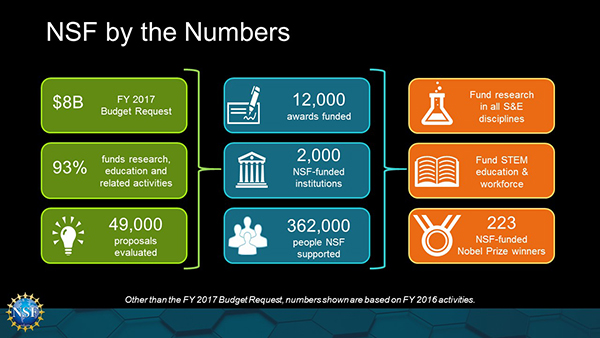 NSF by the Numbers
$8B
FY 2017
Budget Request
93%
funds research,
education and
related activities
49,000
proposals
evaluated
12,000
awards funded
2,000
NSF-funded
institutions
362,000
people NSF
supported
Fund research
in all S&E
disciplines
Fund STEM
education &
workforce
223
NSF-funded
Nobel Prize winners
Other than the FY 2017 Budget Request, numbers shown are based on FY 2016 activities.
NSF